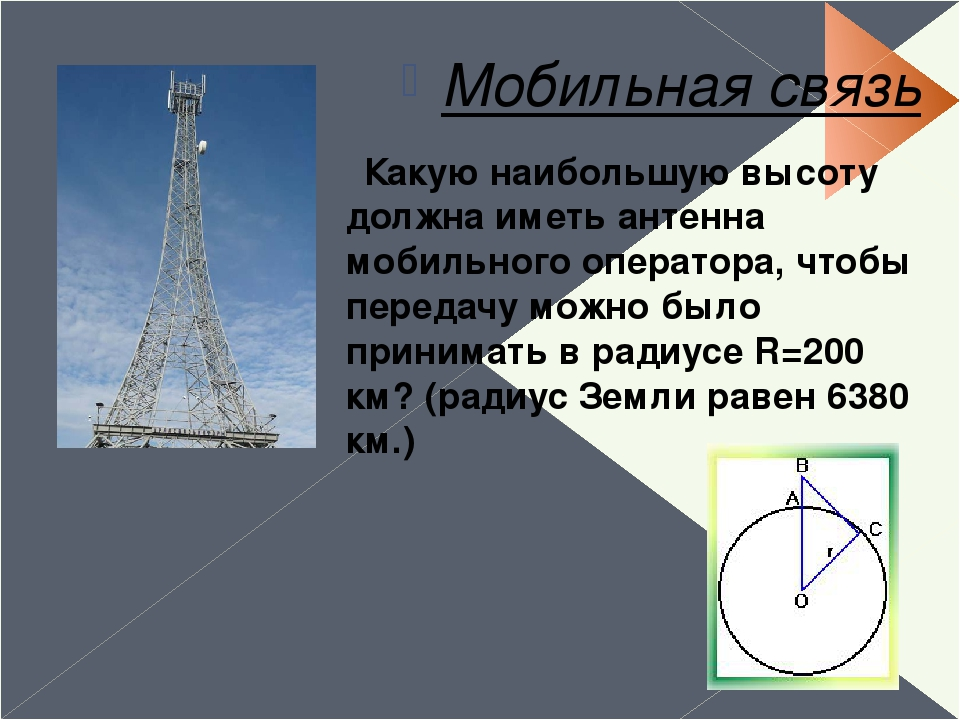 Мобильная связь
Какую наибольшую высоту
должна иметь антенна
мобильного оператора, чтобы
передачу можно было
принимать в радиусе R=200
км? (радиус Земли равен 6380
км.)
B
A
C
r
O